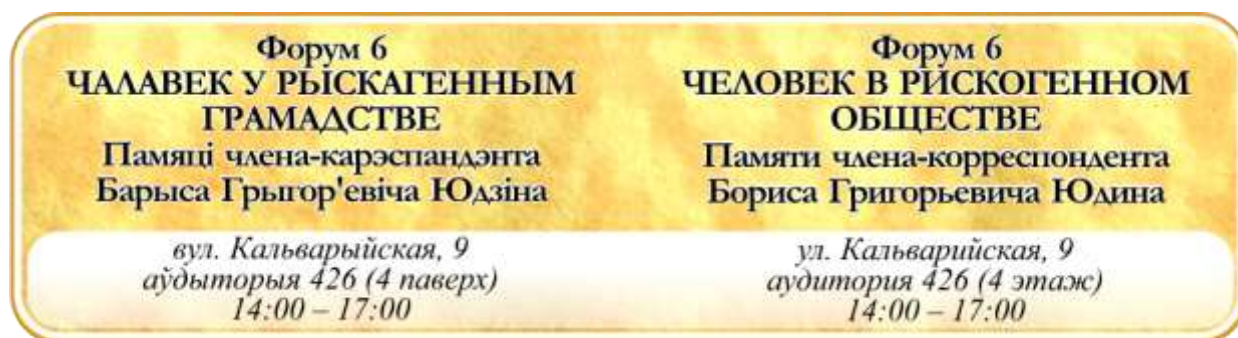 Форум 6
ЧАЛАВЕК У РЫСКАГЕННЫМ
ГРАМАДСТВЕ
Памяці члена-карэспандэнта
Барыса Грыгор'евіча Юдзіна
вул. Кальварыйская, 9
аўдыторыя 426 (4 паверх)
14:00 – 17:00
Форум 6
ЧЕЛОВЕК В РИСКОГЕННОМ
ОБЩЕСТВЕ
Памяти члена-корреспондента
Бориса Григорьевича Юдина
ул. Кальварийская, 9
аудитория 426 (4 этаж)
14:00 – 17:00